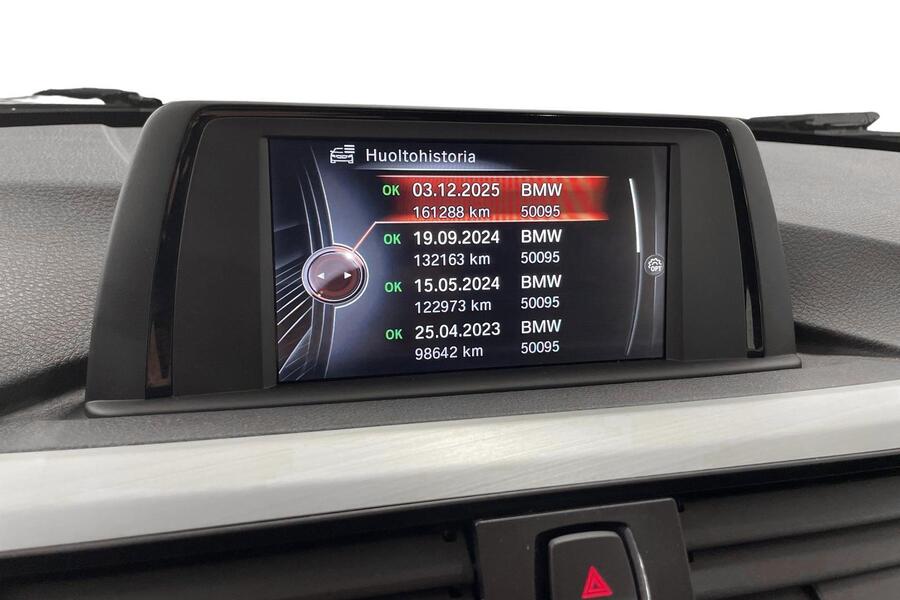 Huoltohistoria
OK 03.12.2025 BMW
161288 km 50095
OK 19.09.2024 BMW
132163 km 50095
OK 15.05.2024 BMW
122973 km 50095
OK 25.04.2023 BMW
98642 km 50095
OPT